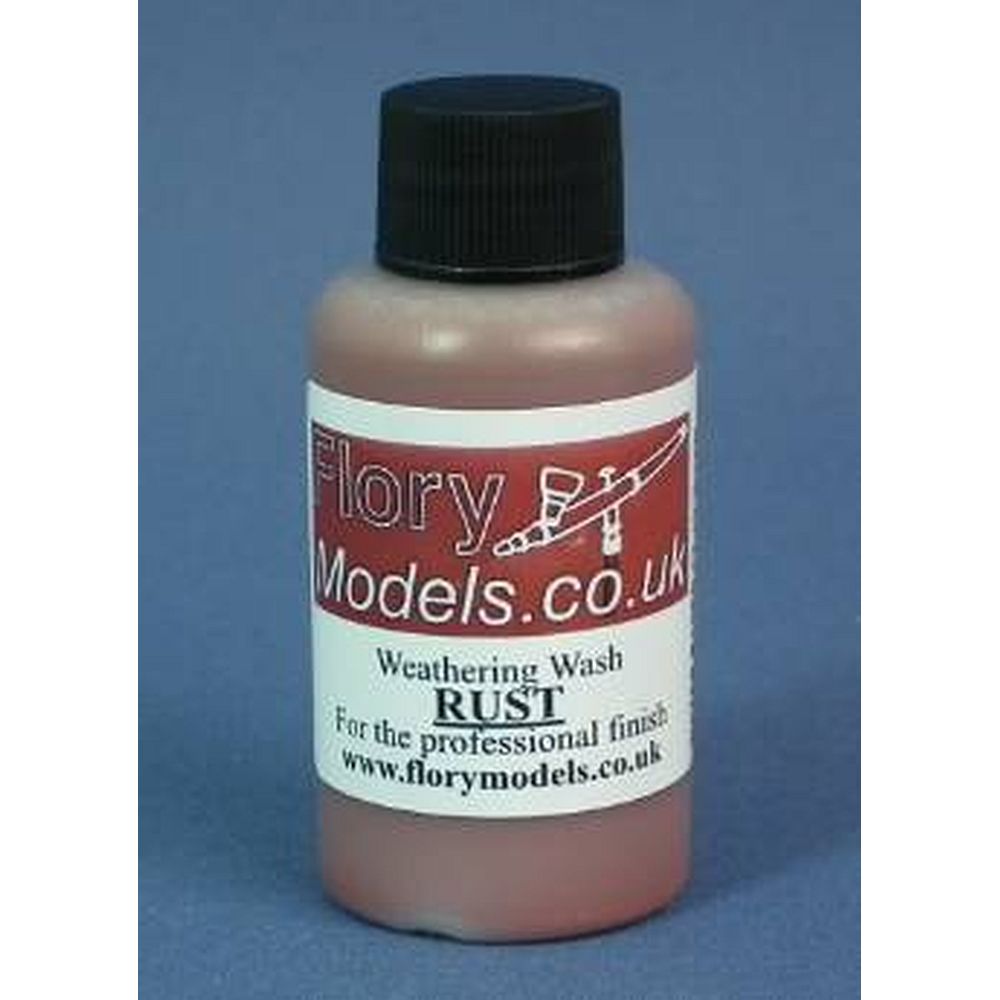 Flory
Models.co.uk
Weathering Wash
RUST
For the professional finish
www.florymodels.co.uk